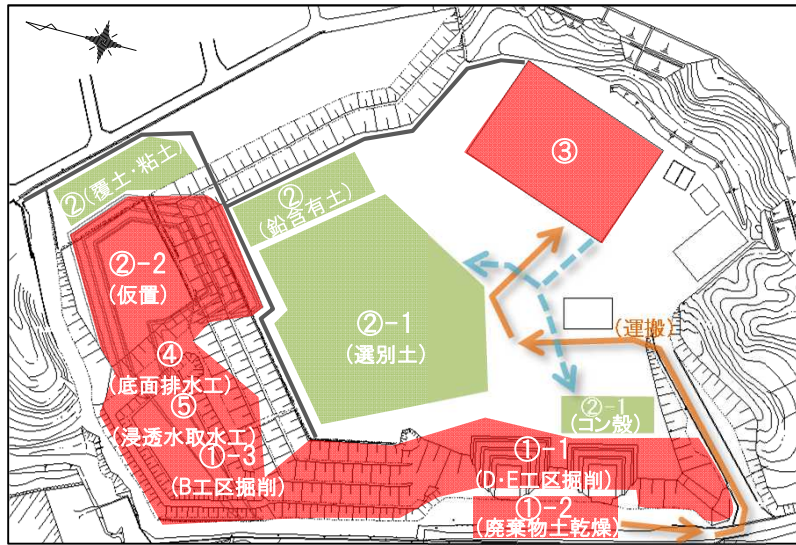 ③
②(覆土・粘土)
②
(鉛含有土)
②-2
(仮置)
②-1
(選別土)
(運搬)
④
(底面排水工)
⑤
(浸透水取水工)
②-1
(コン殻)
①-3
(B工区掘削)
①-1
(D・E工区掘削)
①-2
(廃棄物土乾燥)